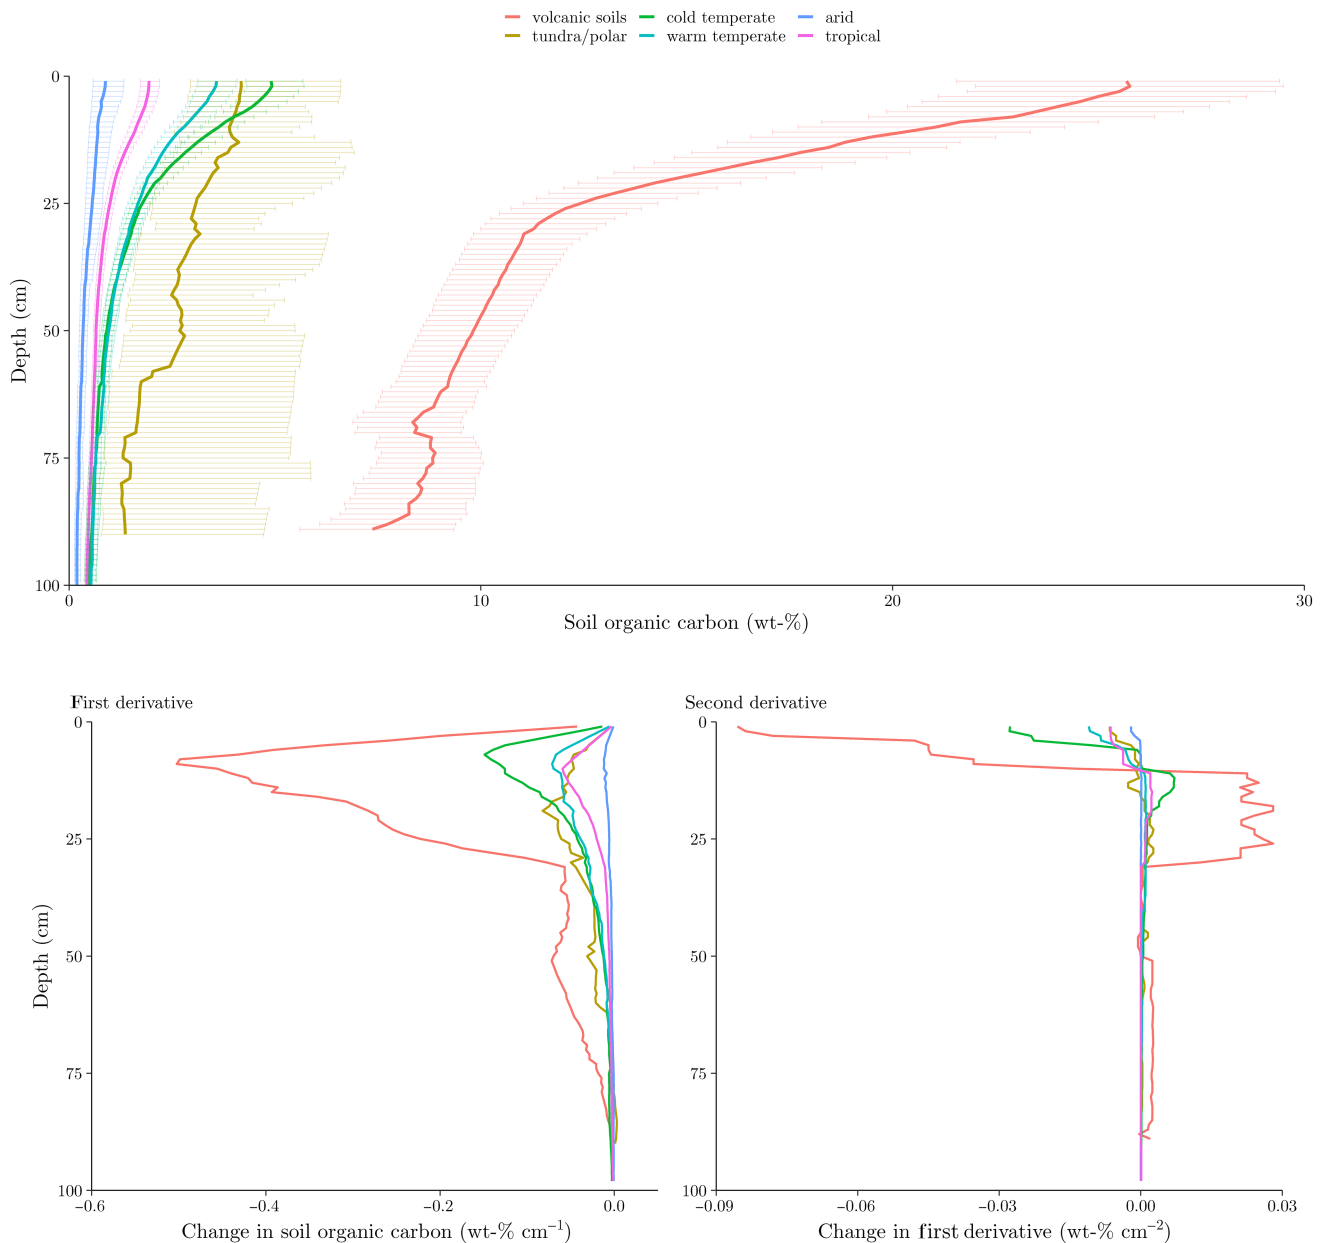 volcanic soils cold temperate arid
tundra/polar warm temperate tropical
0
25
50
75
100
Depth (cm)
0 10 20 30
Soil organic carbon (wt-%)
First derivative
0
25
50
75
100
Depth (cm)
−0.6 −0.4 −0.2 0.0
Change in soil organic carbon (wt-% cm⁻¹)
Second derivative
0
25
50
75
100
−0.09 −0.06 −0.03 0.00 0.03
Change in first derivative (wt-% cm⁻²)